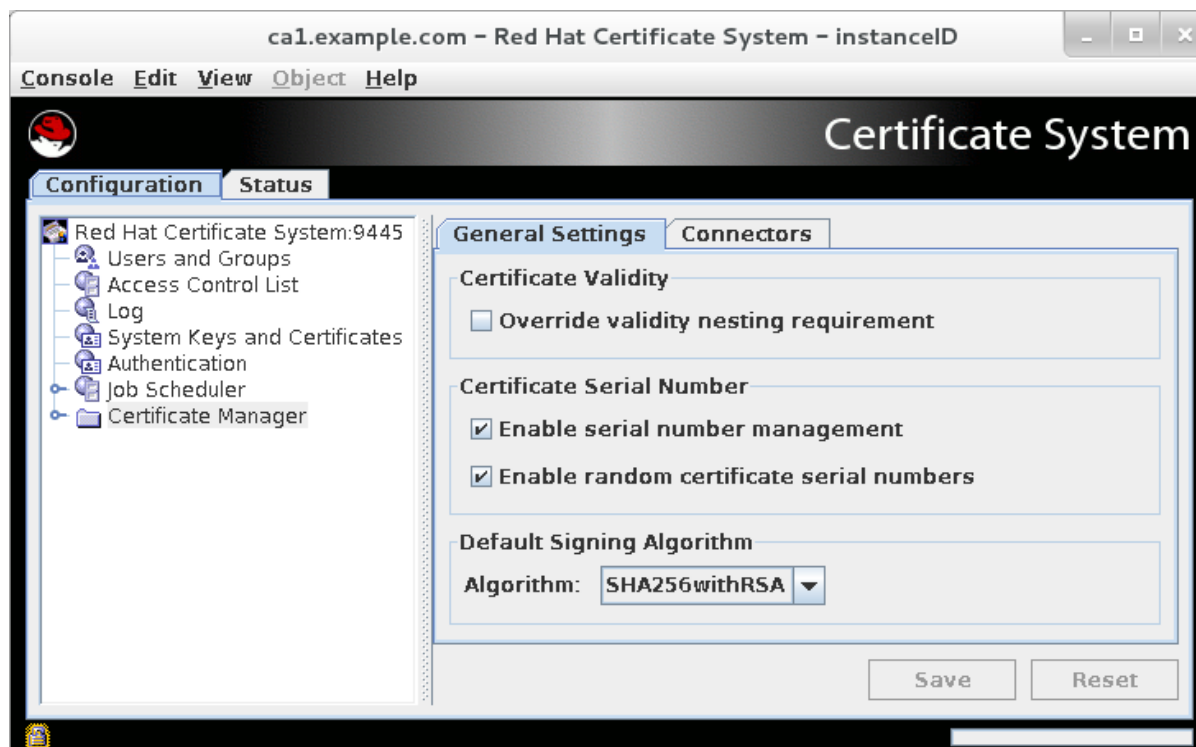 ca1.example.com - Red Hat Certificate System - instanceID
Console Edit View Object Help
Certificate System
Configuration Status
Red Hat Certificate System:9445
Users and Groups
Access Control List
Log
System Keys and Certificates
Authentication
Job Scheduler
Certificate Manager
General Settings Connectors
Certificate Validity
Override validity nesting requirement
Certificate Serial Number
Enable serial number management
Enable random certificate serial numbers
Default Signing Algorithm
Algorithm: SHA256withRSA
Save Reset